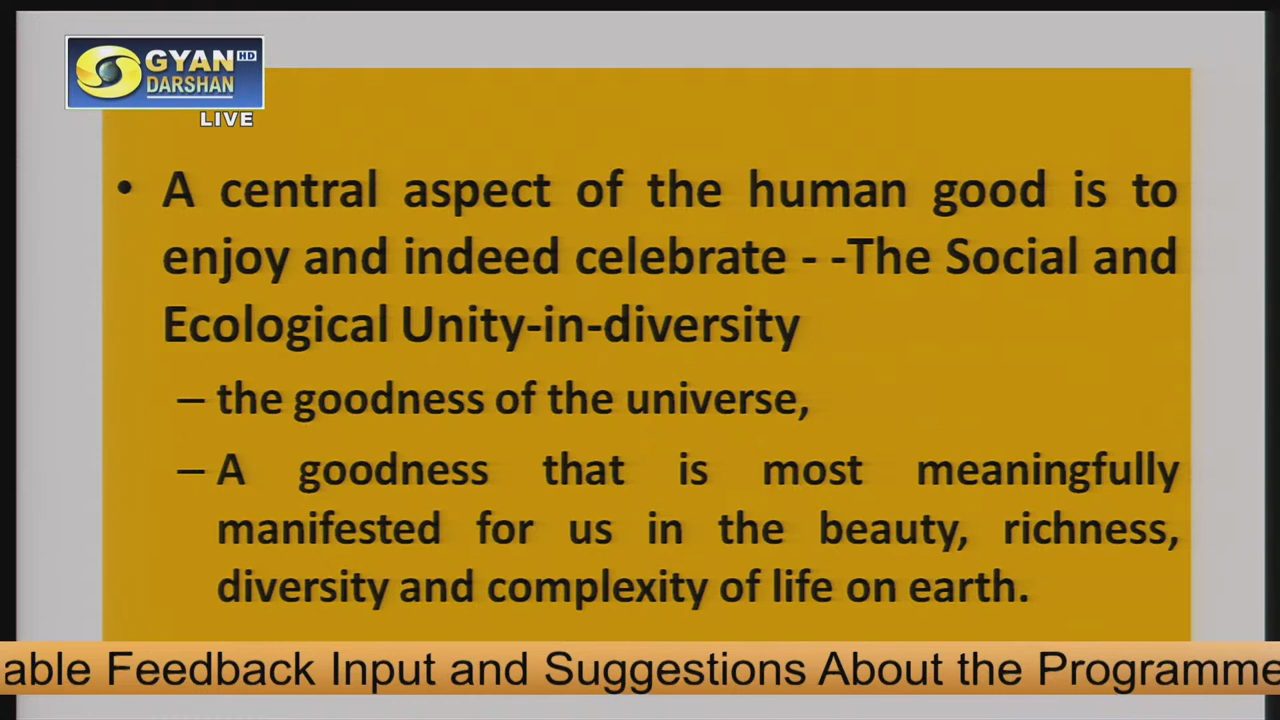 GYAN HD
DARSHAN
LIVE
• A central aspect of the human good is to
enjoy and indeed celebrate - -The Social and
Ecological Unity-in-diversity
– the goodness of the universe,
– A goodness that is most meaningfully
manifested for us in the beauty, richness,
diversity and complexity of life on earth.
able Feedback Input and Suggestions About the Programme